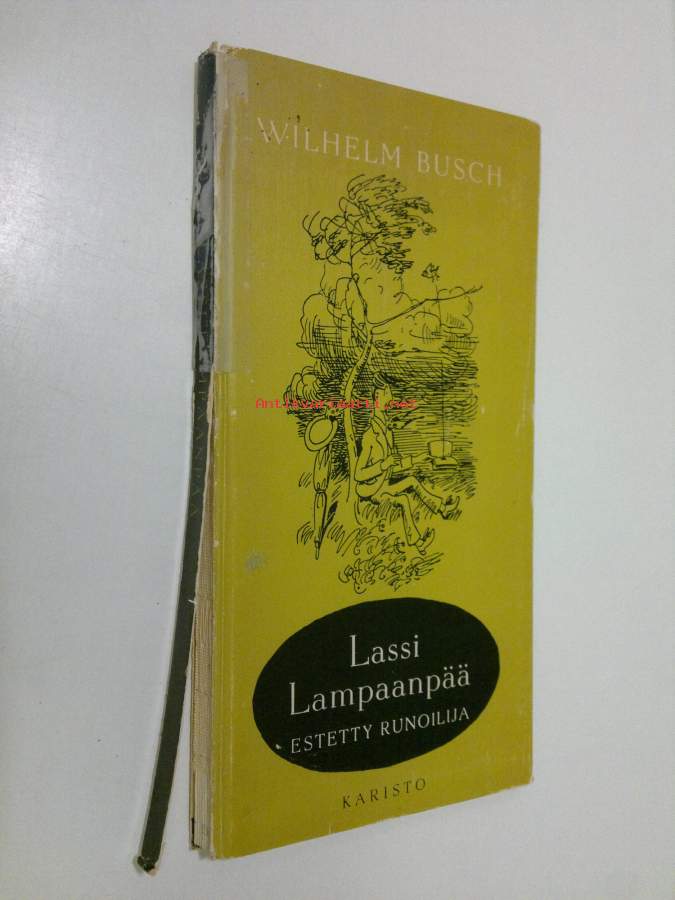 WILHELM BUSCH
Antikvariaatti.net
Lassi
Lampaanpää
ESTETTY RUNOILIJA
KARISTO